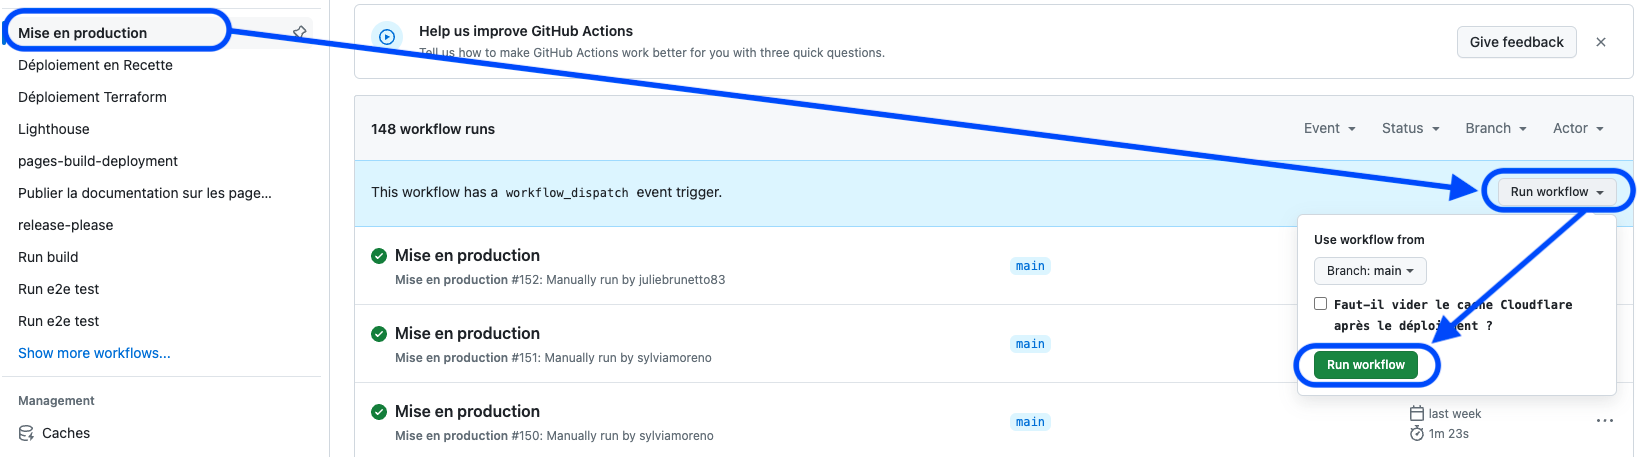 Mise en production
Déploiement en Recette
Déploiement Terraform
Lighthouse
pages-build-deployment
Publier la documentation sur les page...
release-please
Run build
Run e2e test
Run e2e test
Show more workflows...
Management
Caches
Help us improve GitHub Actions
Tell us how to make GitHub Actions work better for you with three quick questions.
Give feedback
148 workflow runs
Event Status Branch Actor
This workflow has a workflow_dispatch event trigger.
Run workflow
Use workflow from
Branch: main
Faut-il vider le cache Cloudflare
après le déploiment ?
Run workflow
Mise en production
Mise en production #152: Manually run by juliebrunetto83
main
Mise en production
Mise en production #151: Manually run by sylviamoreno
main
Mise en production
Mise en production #150: Manually run by sylviamoreno
main
last week
1m 23s